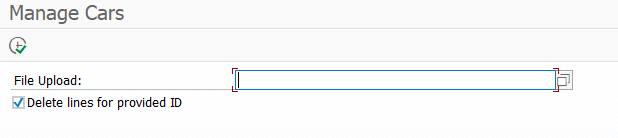 Manage Cars
File Upload:
Delete lines for provided ID